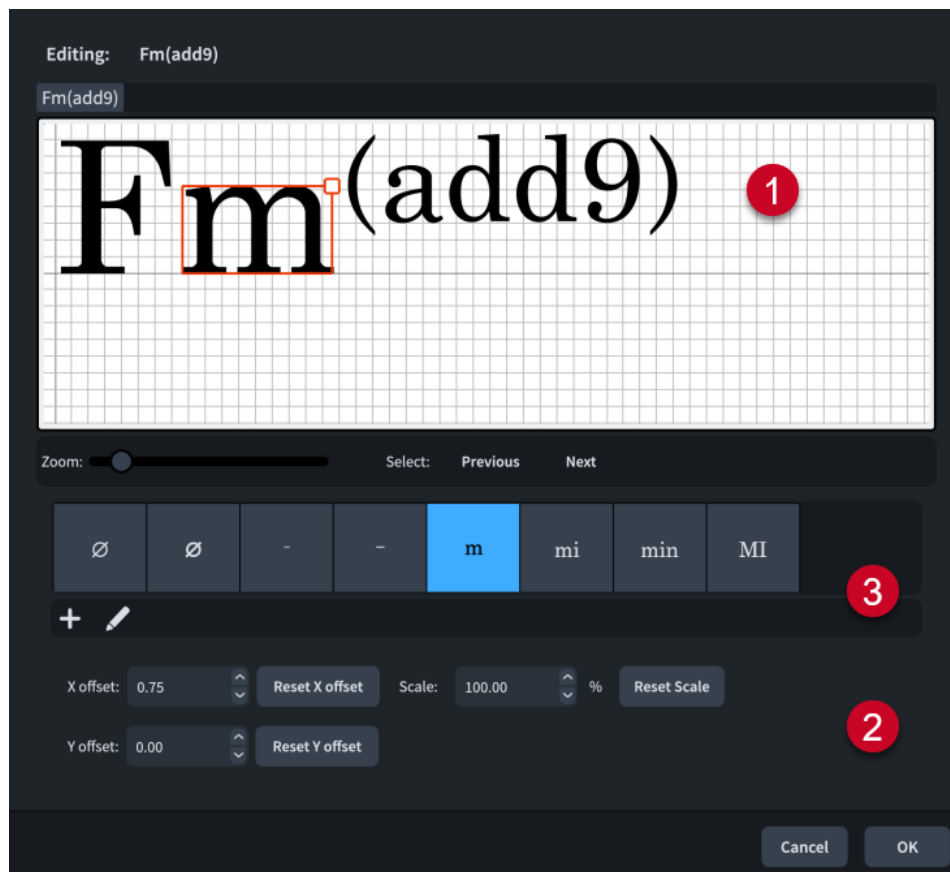 Editing: Fm(add9)
Fm(add9)
Fm(add9)
1
Zoom: Select: Previous Next
∅ ∅ - – m mi min MI
3
X offset: 0.75 Reset X offset Scale: 100.00 % Reset Scale
2
Y offset: 0.00 Reset Y offset
Cancel OK